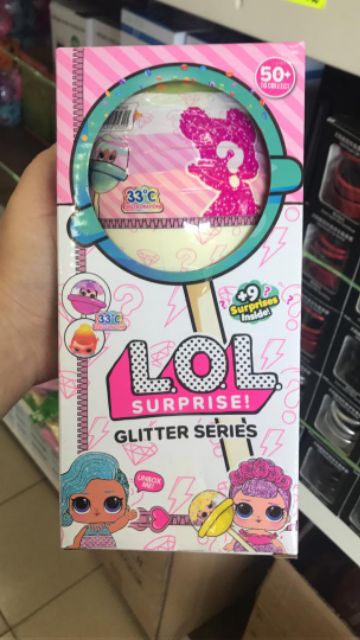 50+
TO COLLECT
33°C
33°C
+9
Surprises
Inside!
L.O.L.
SURPRISE!
GLITTER SERIES
UNBOX
ME!